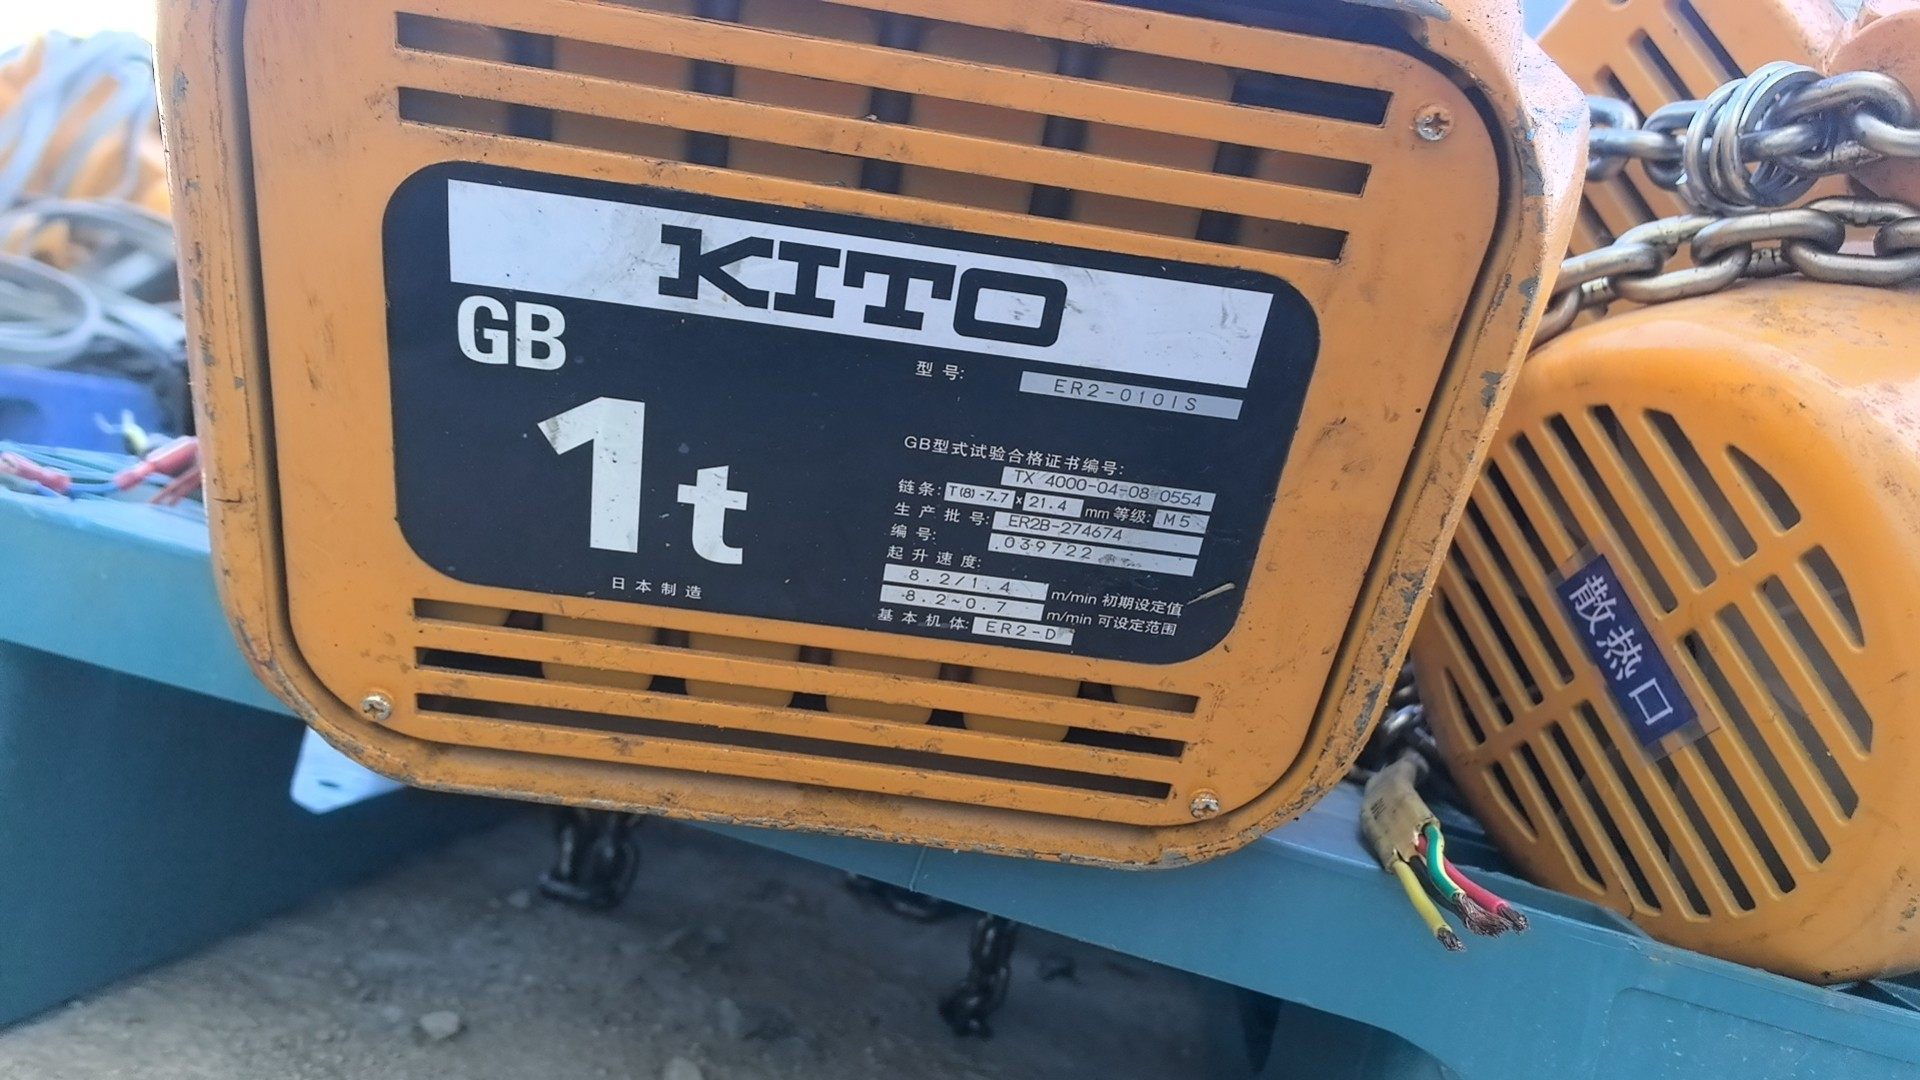 KITO
GB
1t
日本制造
型号: ER2-010IS
GB型式试验合格证书编号:
TX 4000-04-08 0554
链条: T(8)-7.7 × 21.4 mm 等级: M5
生产批号: ER2B-274674
编号: 039722
起升速度:
8.2/1.4 m/min 初期设定值
8.2~0.7 m/min 可设定范围
基本机体: ER2-D
散热口